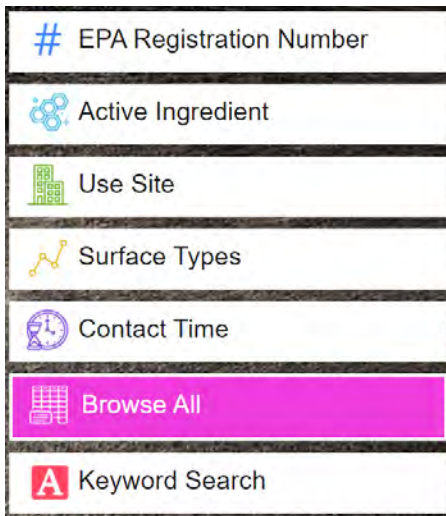 # EPA Registration Number
Active Ingredient
Use Site
Surface Types
Contact Time
Browse All
A Keyword Search